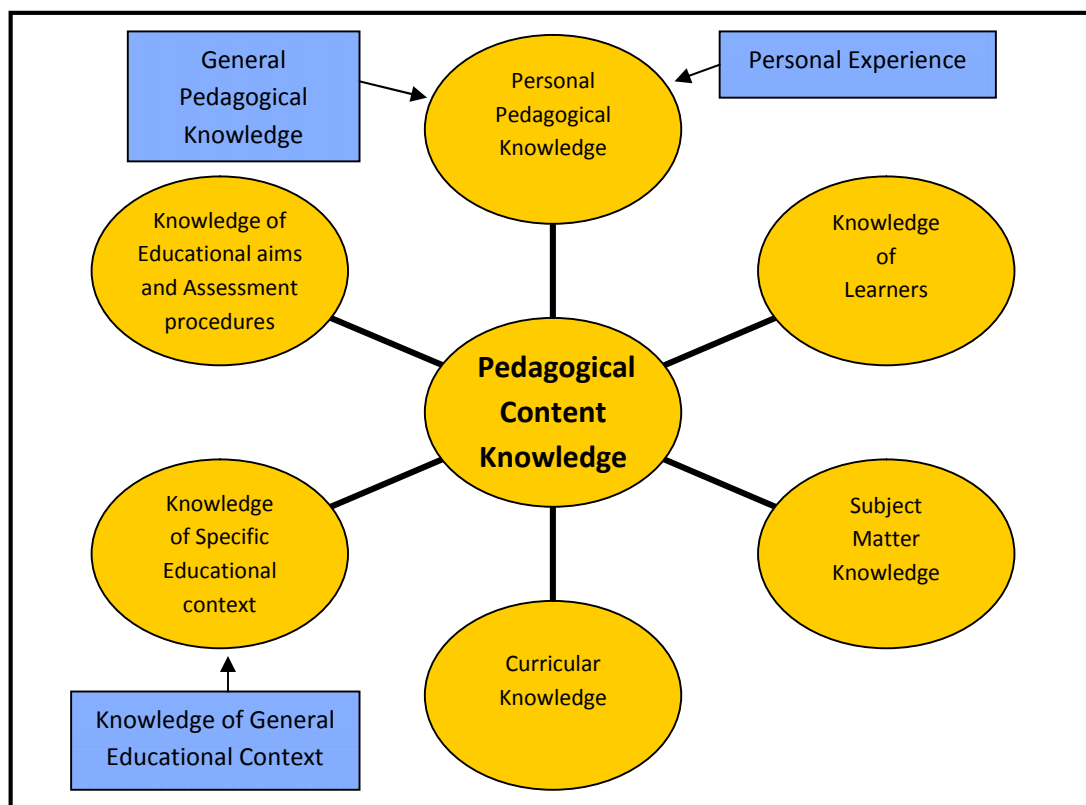 General
Pedagogical
Knowledge
Personal
Pedagogical
Knowledge
Personal Experience
Knowledge of
Educational aims
and Assessment
procedures
Knowledge
of
Learners
Pedagogical
Content
Knowledge
Knowledge
of Specific
Educational
context
Subject
Matter
Knowledge
Curricular
Knowledge
Knowledge of General
Educational Context